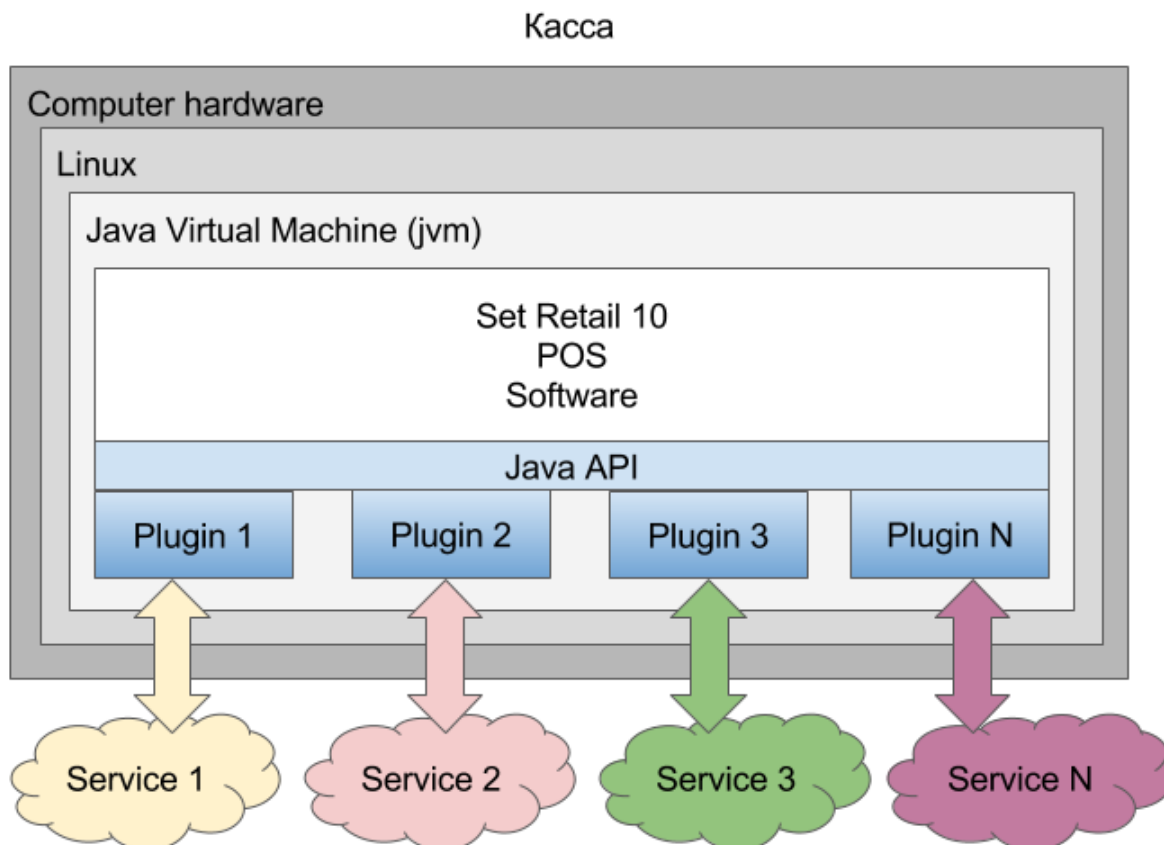 Касса
Computer hardware
Linux
Java Virtual Machine (jvm)
Set Retail 10
POS
Software
Java API
Plugin 1
Plugin 2
Plugin 3
Plugin N
Service 1
Service 2
Service 3
Service N